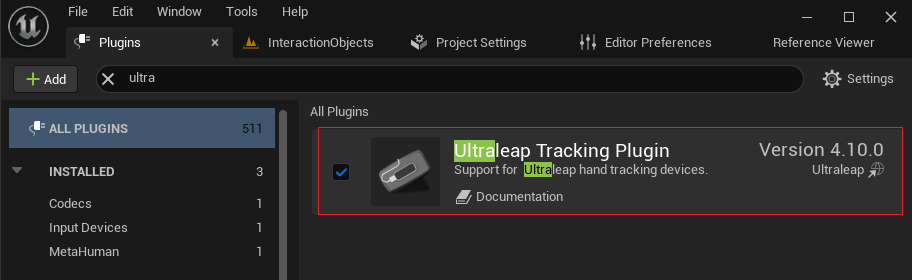 File Edit Window Tools Help
Plugins InteractionObjects Project Settings Editor Preferences Reference Viewer
Add ultra Settings
ALL PLUGINS 511
INSTALLED 3
Codecs 1
Input Devices 1
MetaHuman 1
All Plugins
Ultraleap Tracking Plugin Version 4.10.0
Support for Ultraleap hand tracking devices. Ultraleap
Documentation